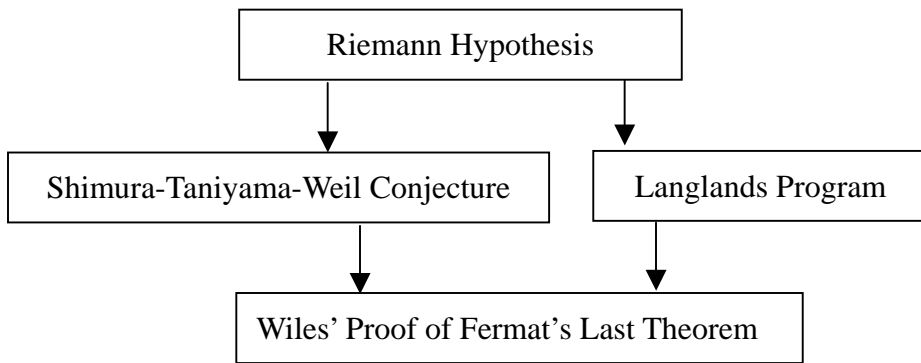 Riemann Hypothesis
Shimura-Taniyama-Weil Conjecture
Langlands Program
Wiles’ Proof of Fermat’s Last Theorem